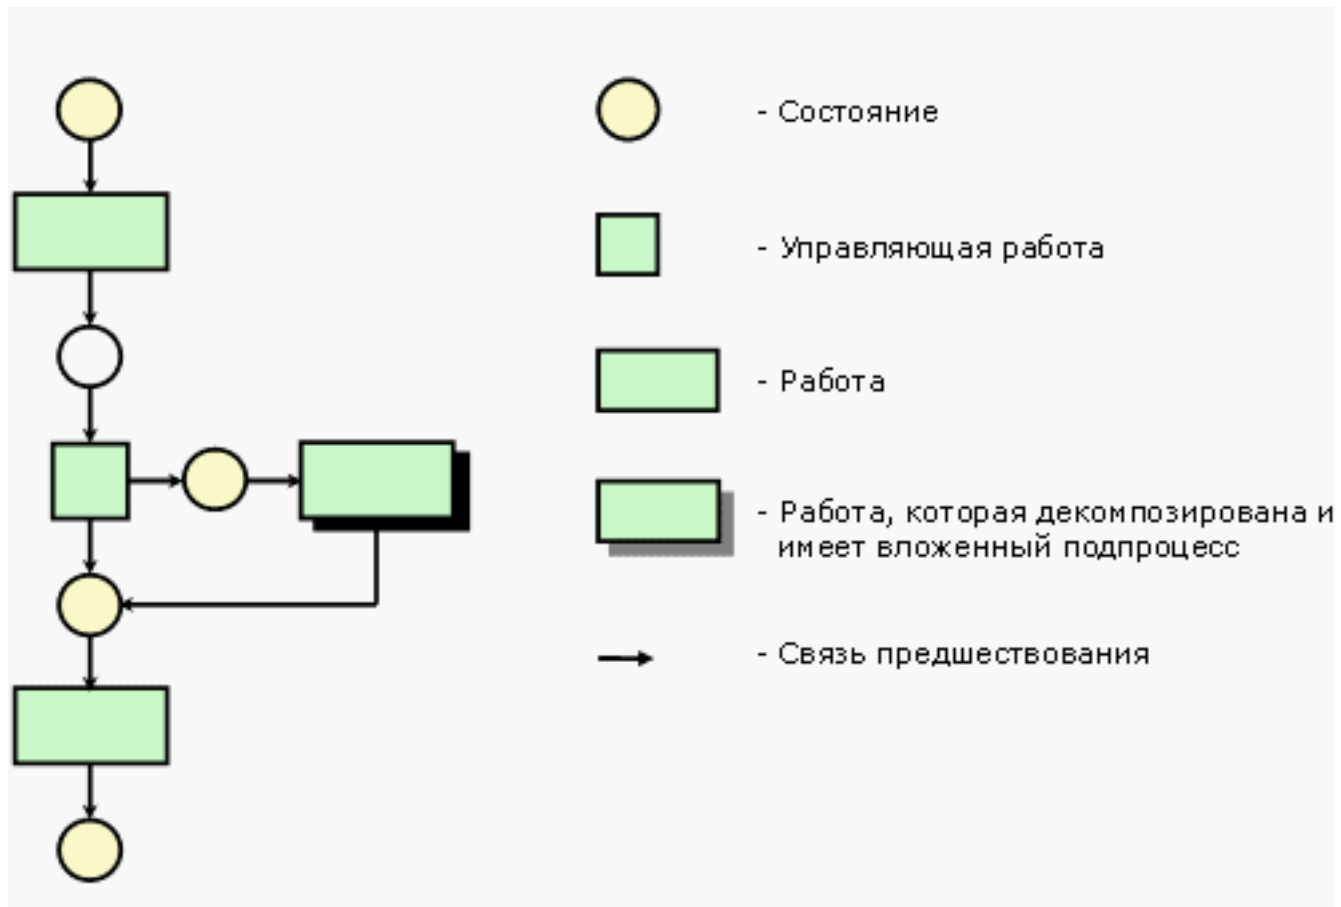 - Состояние
- Управляющая работа
- Работа
- Работа, которая декомпозирована и
имеет вложенный подпроцесс
- Связь предшествования